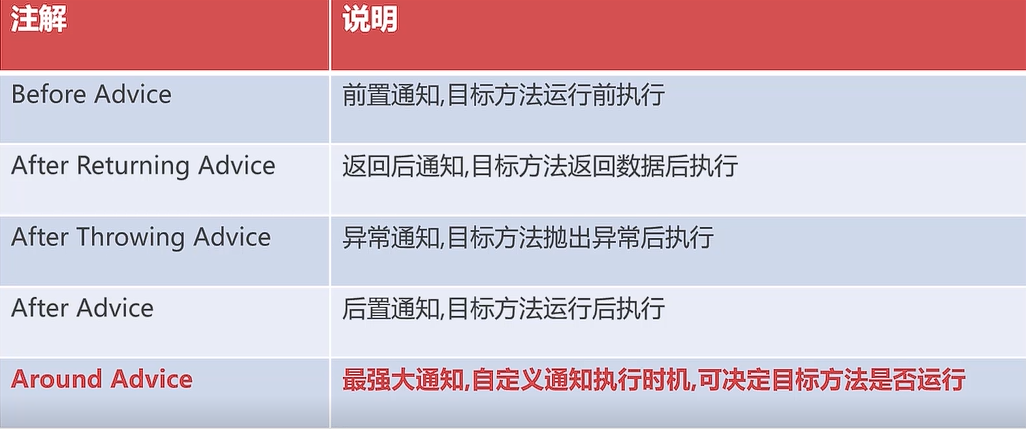 注解 说明
Before Advice 前置通知,目标方法运行前执行
After Returning Advice 返回后通知,目标方法返回数据后执行
After Throwing Advice 异常通知,目标方法抛出异常后执行
After Advice 后置通知,目标方法运行后执行
Around Advice 最强大通知,自定义通知执行时机,可决定目标方法是否运行